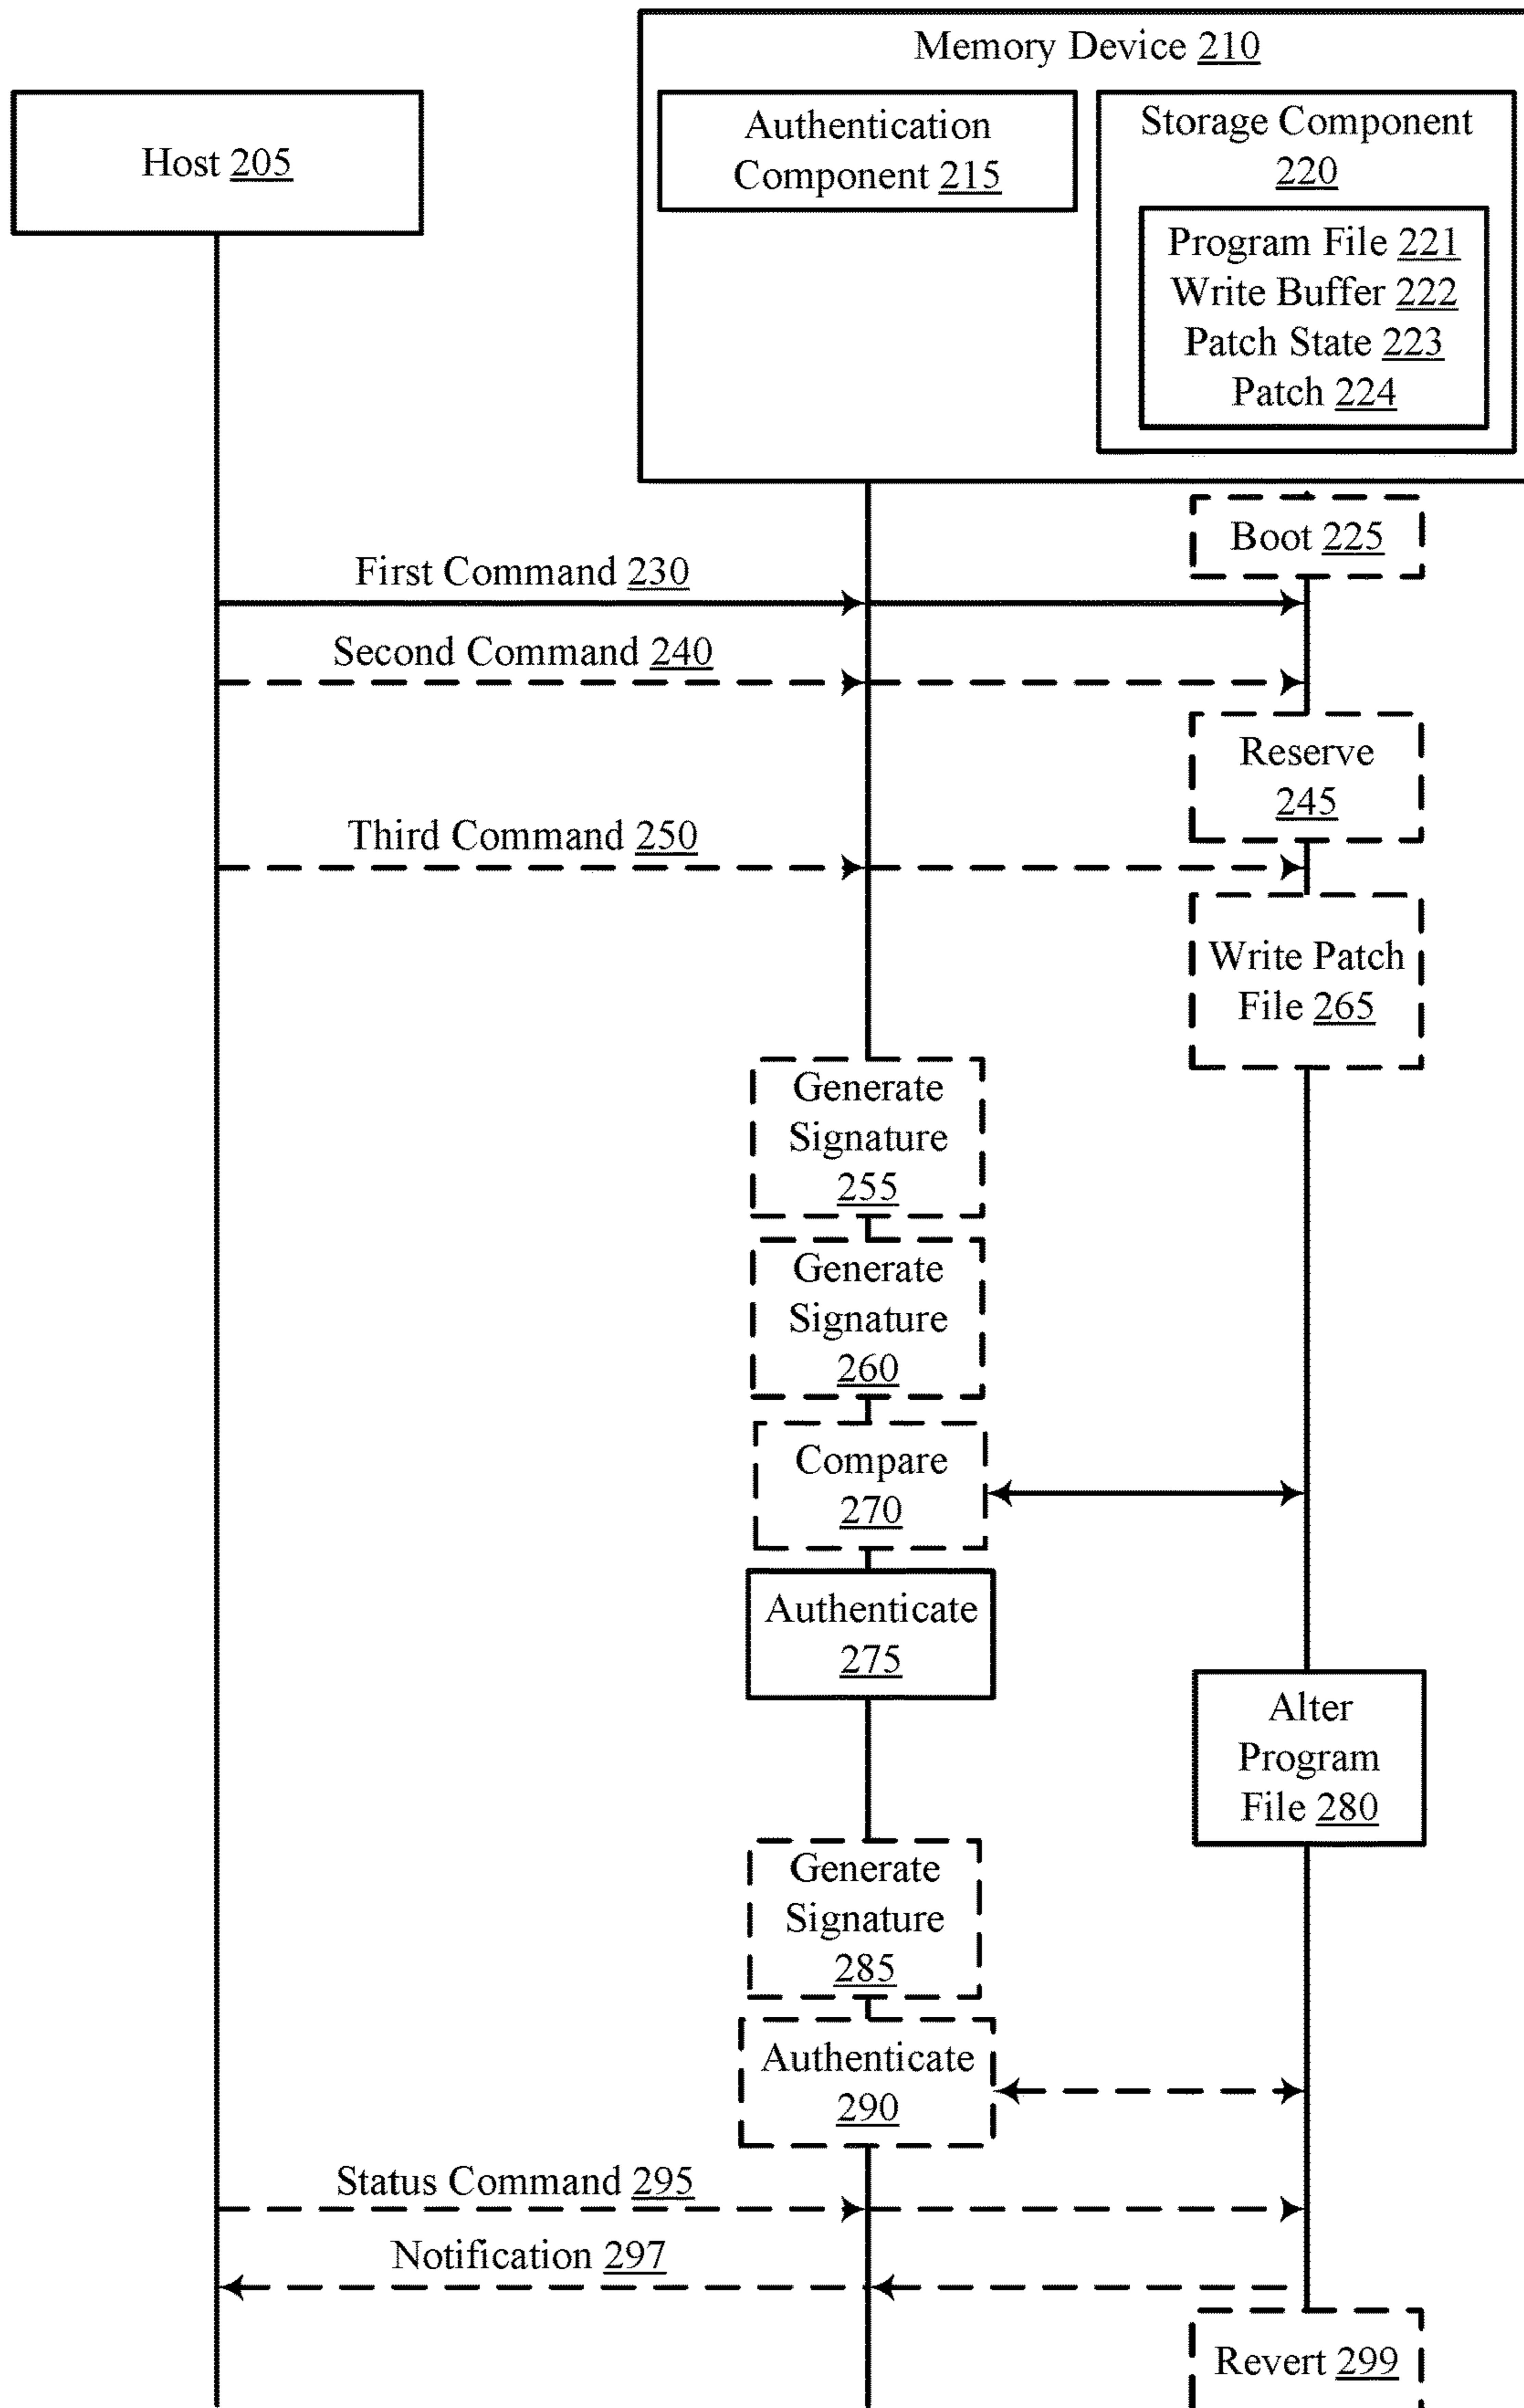 Memory Device 210
Host 205
Authentication
Component 215
Storage Component
220
Program File 221
Write Buffer 222
Patch State 223
Patch 224
Boot 225
First Command 230
Second Command 240
Reserve
245
Third Command 250
Write Patch
File 265
Generate
Signature
255
Generate
Signature
260
Compare
270
Authenticate
275
Alter
Program
File 280
Generate
Signature
285
Authenticate
290
Status Command 295
Notification 297
Revert 299